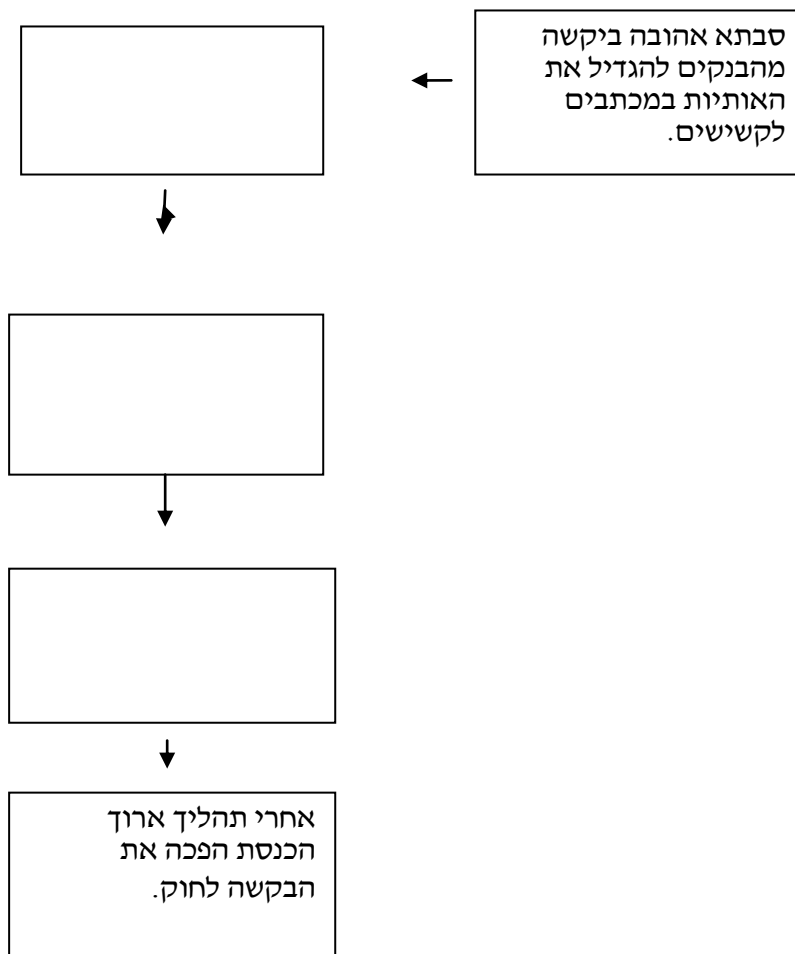 סבתא אהובה ביקשה
מהבנקים להגדיל את
האותיות במכתבים
לקשישים.
אחרי תהליך ארוך
הכנסת הפכה את
הבקשה לחוק.